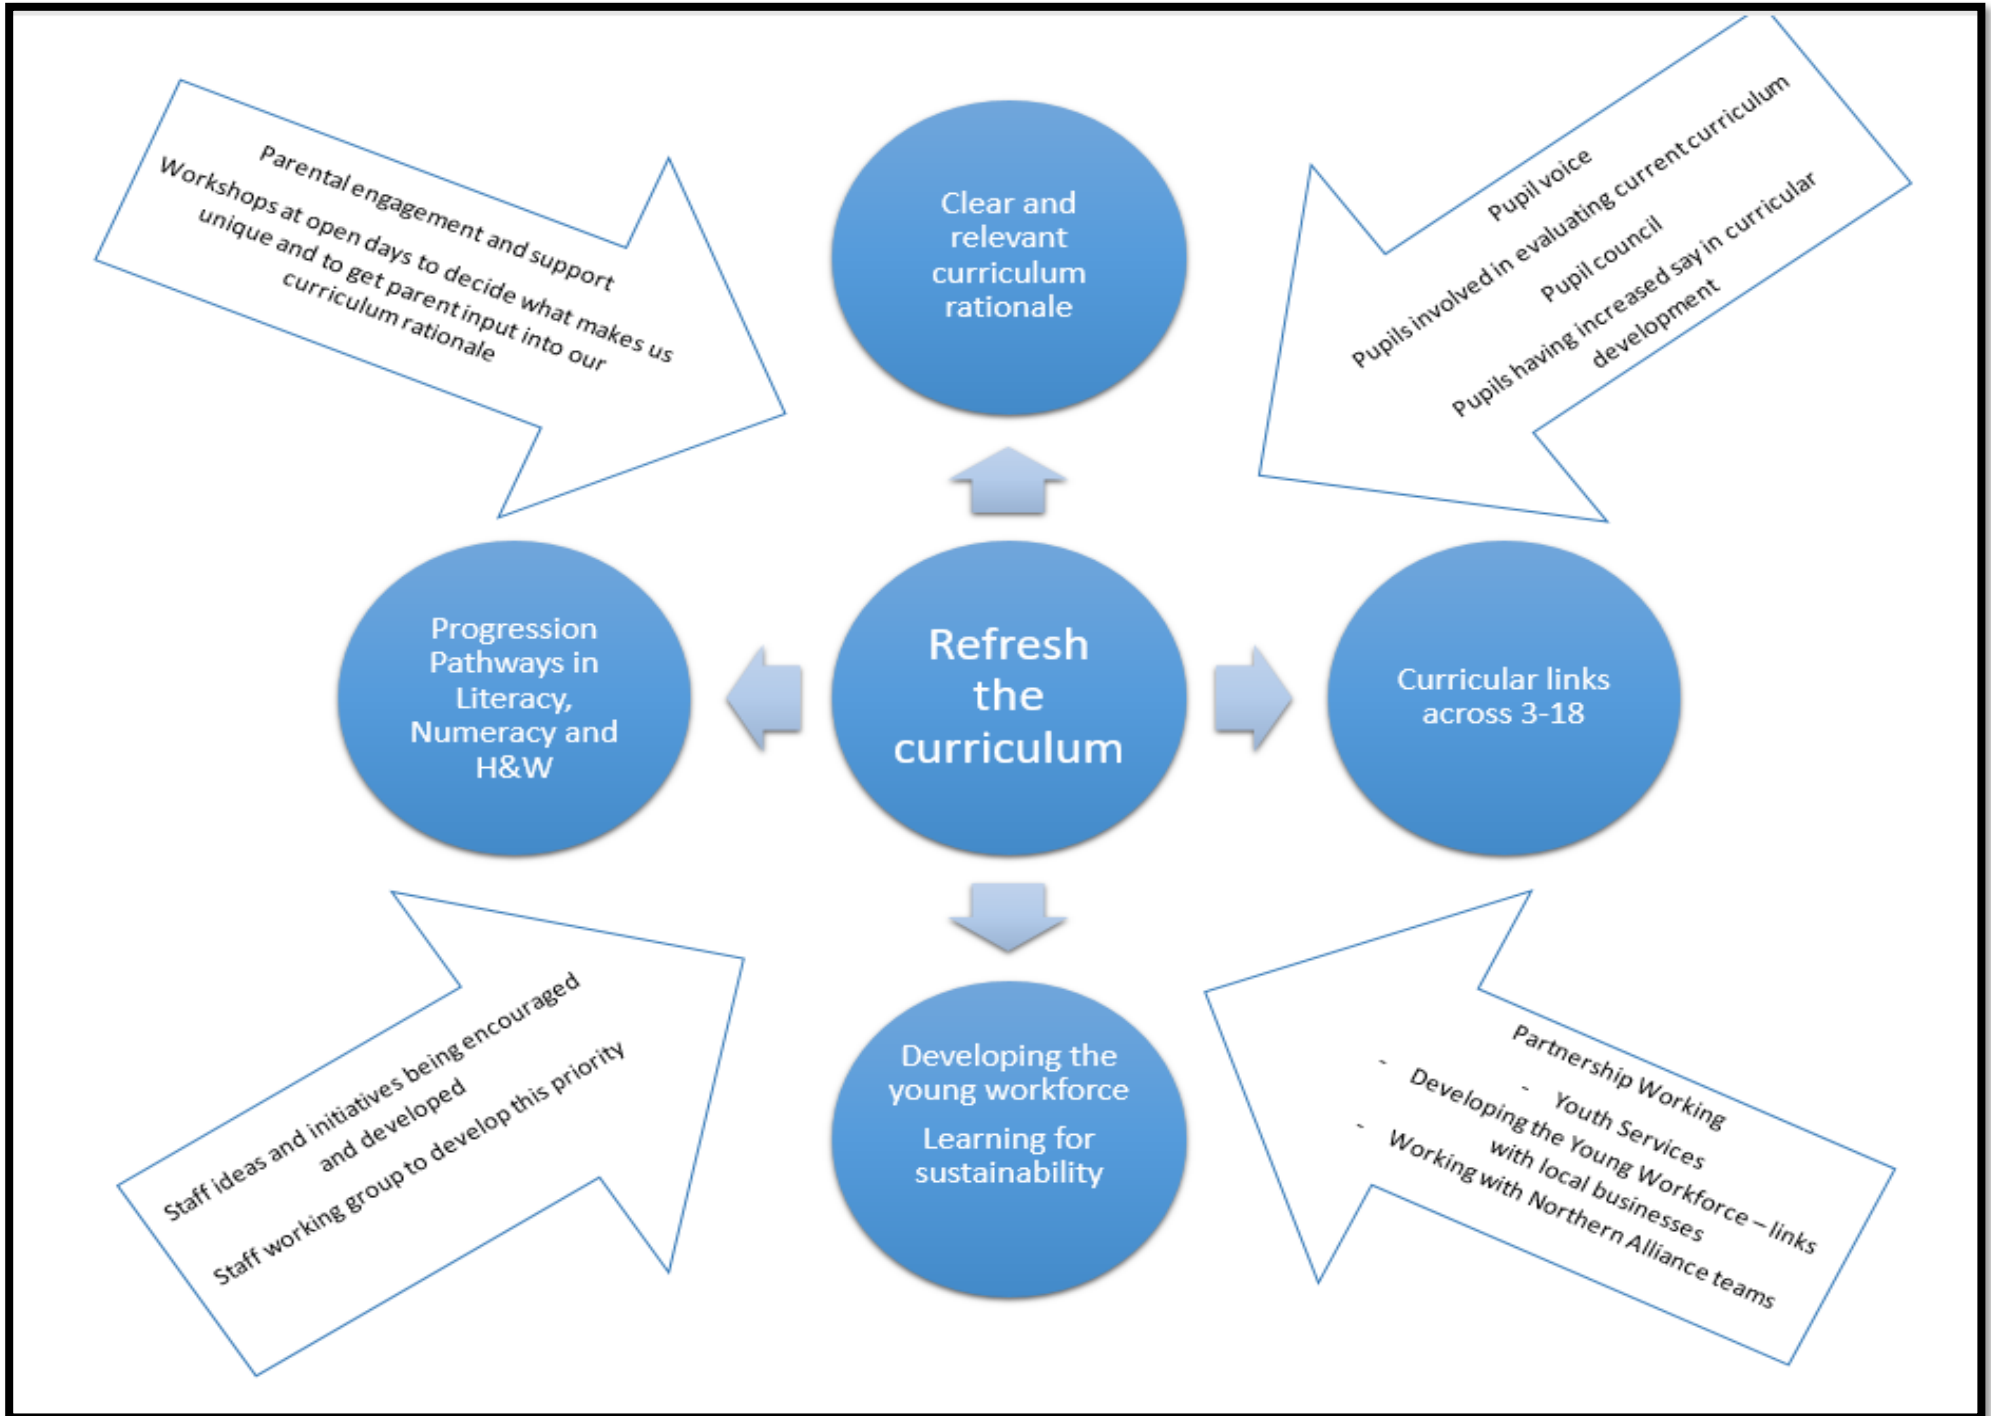 Parental engagement and support
Workshops at open days to decide what makes us
unique and to get parent input into our
curriculum rationale
Clear and
relevant
curriculum
rationale
Pupil voice
Pupils involved in evaluating current curriculum
Pupil council
Pupils having increased say in curricular
development
Progression
Pathways in
Literacy,
Numeracy and
H&W
Refresh
the
curriculum
Curricular links
across 3-18
Staff ideas and initiatives being encouraged
and developed
Staff working group to develop this priority
Developing the
young workforce
Learning for
sustainability
Partnership Working
- Youth Services
- Developing the Young Workforce – links
with local businesses
- Working with Northern Alliance teams